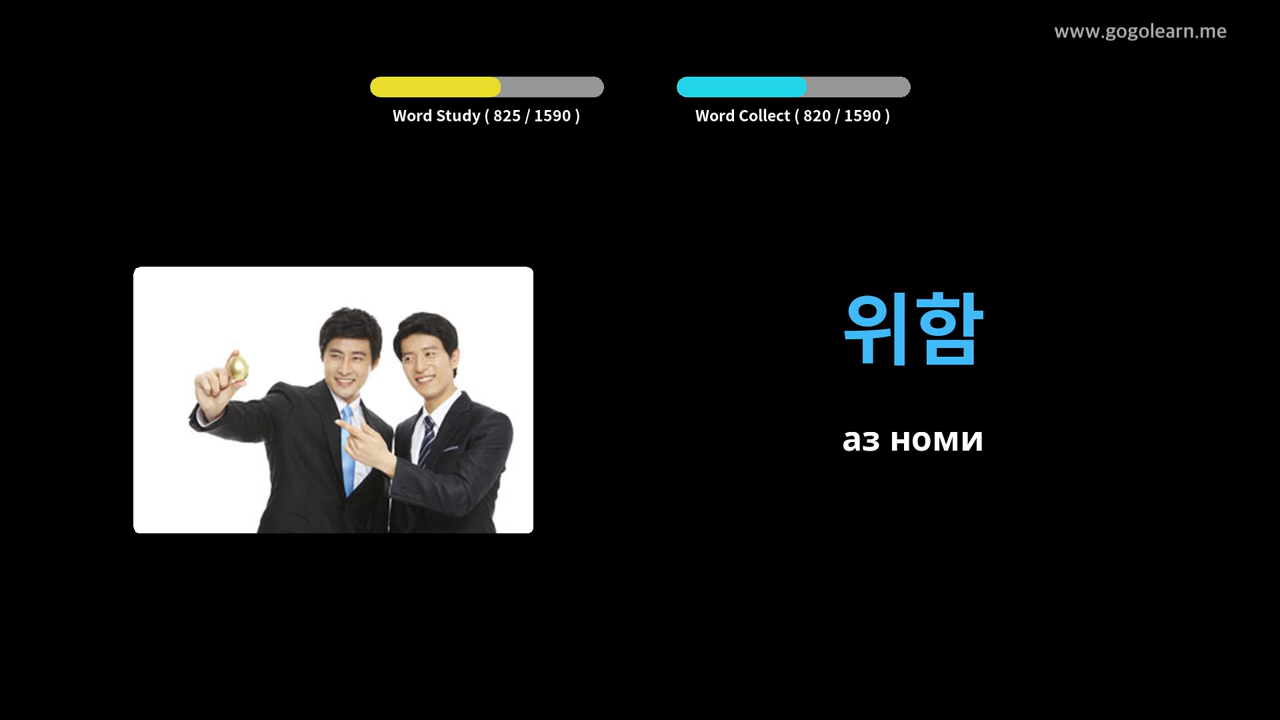 www.gogolearn.me
Word Study ( 825 / 1590 )
Word Collect ( 820 / 1590 )
위함
аз номи